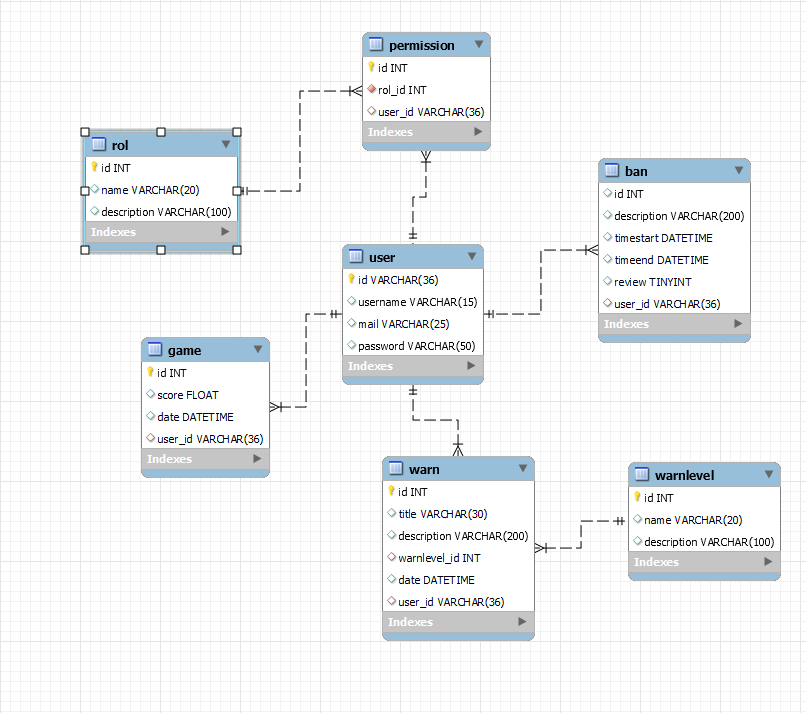 permission
id INT
rol_id INT
user_id VARCHAR(36)
Indexes
rol
id INT
name VARCHAR(20)
description VARCHAR(100)
Indexes
ban
id INT
description VARCHAR(200)
timestart DATETIME
timeend DATETIME
review TINYINT
user_id VARCHAR(36)
Indexes
user
id VARCHAR(36)
username VARCHAR(15)
mail VARCHAR(25)
password VARCHAR(50)
Indexes
game
id INT
score FLOAT
date DATETIME
user_id VARCHAR(36)
Indexes
warn
id INT
title VARCHAR(30)
description VARCHAR(200)
warnlevel_id INT
date DATETIME
user_id VARCHAR(36)
Indexes
warnlevel
id INT
name VARCHAR(20)
description VARCHAR(100)
Indexes